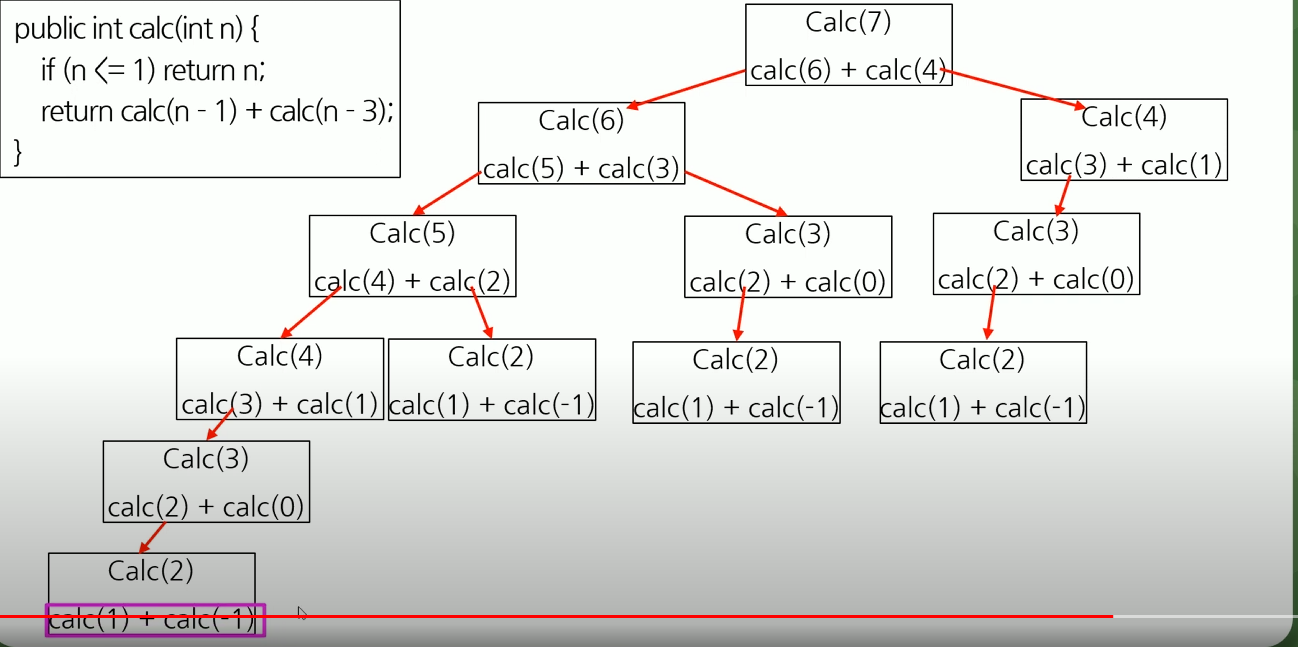 public int calc(int n) {
if (n <= 1) return n;
return calc(n - 1) + calc(n - 3);
}
Calc(7)
calc(6) + calc(4)
Calc(6)
calc(5) + calc(3)
Calc(4)
calc(3) + calc(1)
Calc(5)
calc(4) + calc(2)
Calc(3)
calc(2) + calc(0)
Calc(3)
calc(2) + calc(0)
Calc(4)
calc(3) + calc(1)
Calc(2)
calc(1) + calc(-1)
Calc(2)
calc(1) + calc(-1)
Calc(2)
calc(1) + calc(-1)
Calc(3)
calc(2) + calc(0)
Calc(2)
calc(1) + calc(-1)